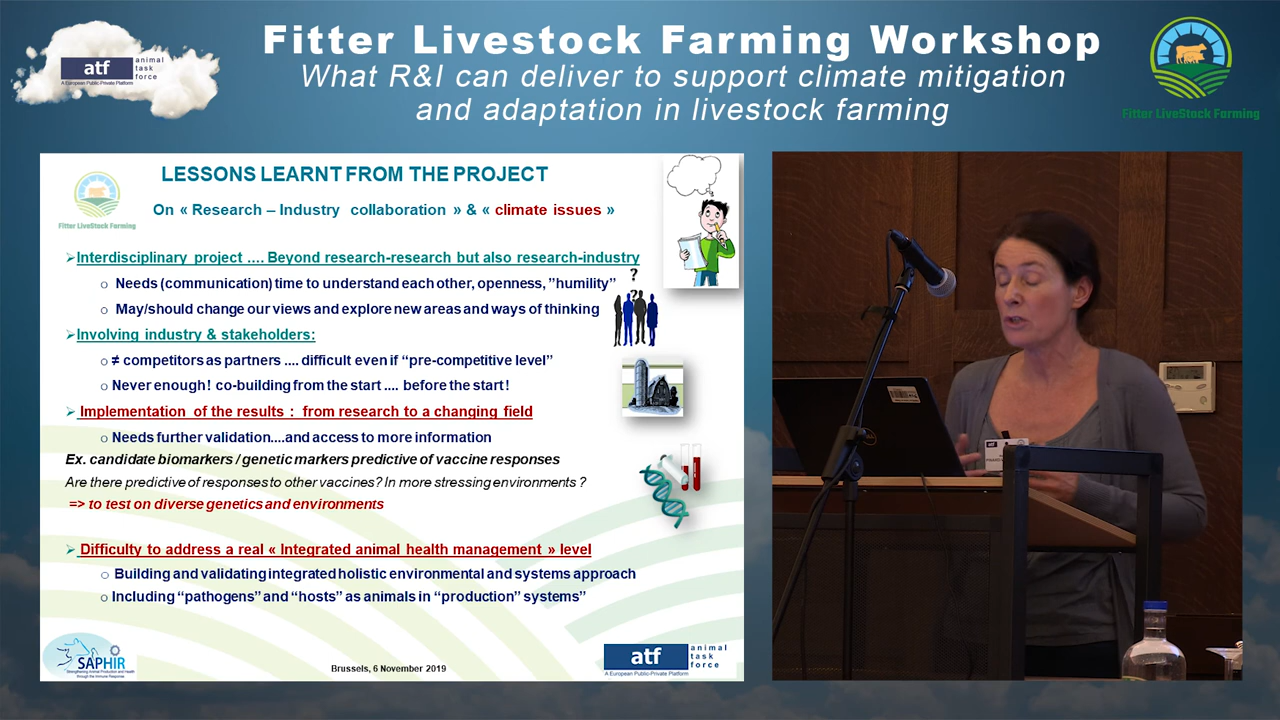 Fitter Livestock Farming Workshop
What R&I can deliver to support climate mitigation
and adaptation in livestock farming
atf
animal
task
force
A European Public-Private Platform
Fitter LiveStock Farming
LESSONS LEARNT FROM THE PROJECT
Fitter LiveStock Farming
On « Research – Industry collaboration » & « climate issues »
➢Interdisciplinary project .... Beyond research-research but also research-industry
o Needs (communication) time to understand each other, openness, ”humility”
o May/should change our views and explore new areas and ways of thinking
?
?
➢Involving industry & stakeholders:
o ≠ competitors as partners .... difficult even if “pre-competitive level”
o Never enough! co-building from the start .... before the start!
➢ Implementation of the results : from research to a changing field
o Needs further validation....and access to more information
Ex. candidate biomarkers / genetic markers predictive of vaccine responses
Are there predictive of responses to other vaccines? In more stressing environments ?
=> to test on diverse genetics and environments
➢ Difficulty to address a real « Integrated animal health management » level
o Building and validating integrated holistic environmental and systems approach
o Including “pathogens” and “hosts” as animals in “production” systems”
SAPHIR
Strengthening Animal Production and Health
through the Immune Response
Brussels, 6 November 2019
atf
animal
task
force
A European Public-Private Platform